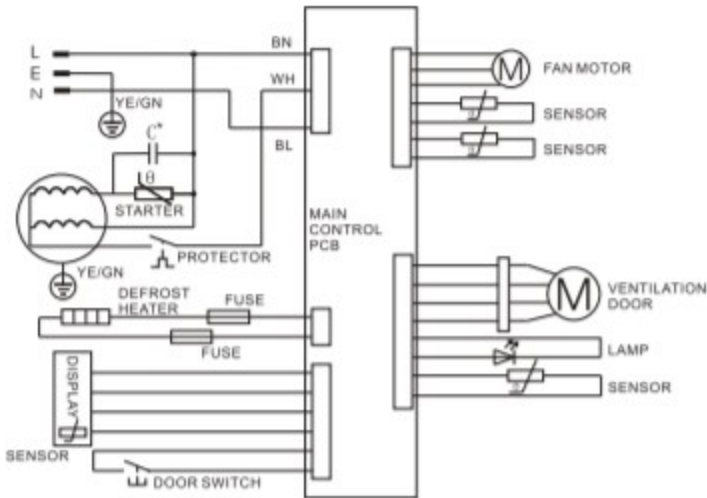 L
E
N
BN
WH
BL
YE/GN
C*
θ
STARTER
PROTECTOR
YE/GN
DEFROST
HEATER
FUSE
FUSE
DISPLAY
SENSOR
DOOR SWITCH
MAIN
CONTROL
PCB
M
FAN MOTOR
SENSOR
SENSOR
M
VENTILATION
DOOR
LAMP
SENSOR